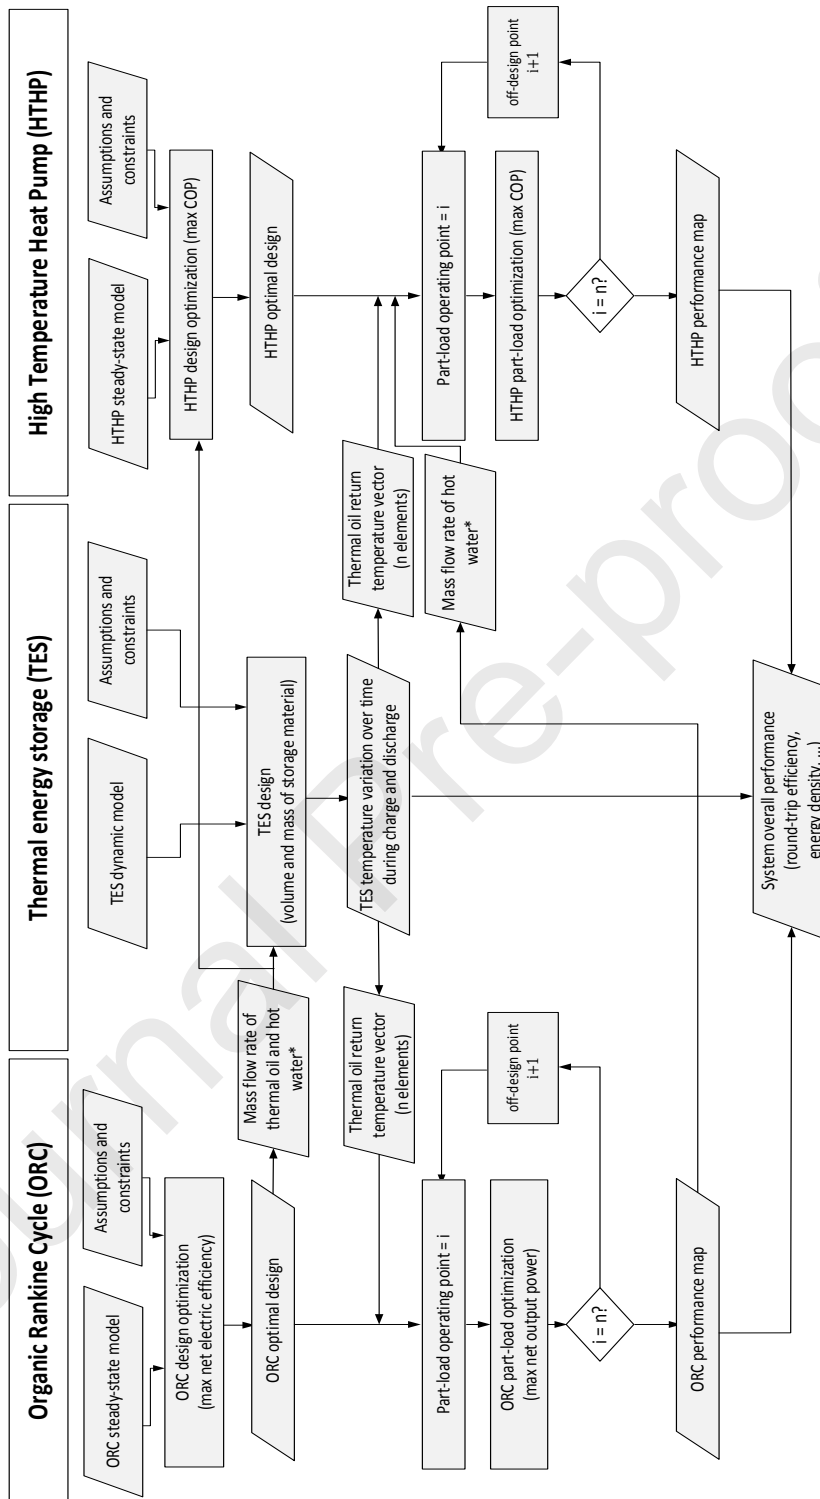 Organic Rankine Cycle (ORC)
Thermal energy storage (TES)
High Temperature Heat Pump (HTHP)
ORC steady-state model
Assumptions and
constraints
TES dynamic model
Assumptions and
constraints
HTHP steady-state model
Assumptions and
constraints
ORC design optimization
(max net electric efficiency)
HTHP design optimization (max COP)
ORC optimal design
Mass flow rate of
thermal oil and hot
water*
TES design
(volume and mass of storage material)
HTHP optimal design
Thermal oil return
temperature vector
(n elements)
TES temperature variation over time
during charge and discharge
Thermal oil return
temperature vector
(n elements)
Mass flow rate of hot
water*
Part-load operating point = i
off-design point
i+1
Part-load operating point = i
off-design point
i+1
ORC part-load optimization
(max net output power)
HTHP part-load optimization (max COP)
i = n?
i = n?
ORC performance map
HTHP performance map
System overall performance
(round-trip efficiency,
energy density, ...)
Journal Pre-proo